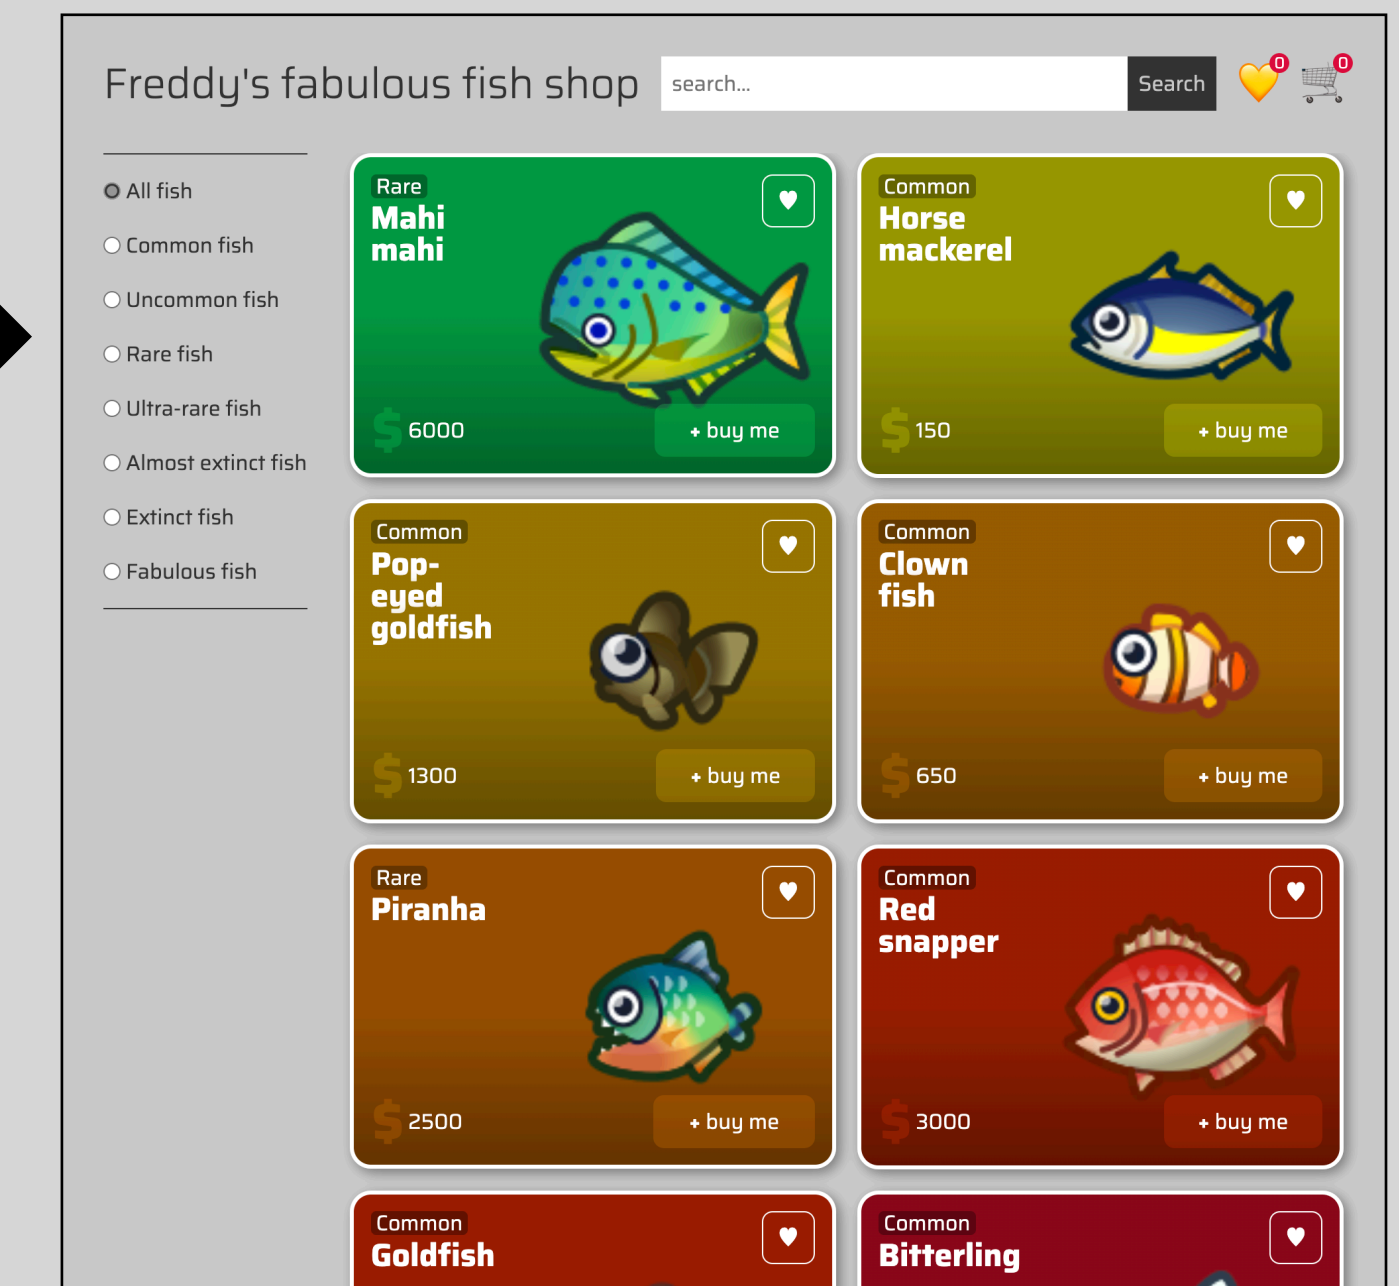 Freddy's fabulous fish shop
search...
Search
0
0
All fish
Common fish
Uncommon fish
Rare fish
Ultra-rare fish
Almost extinct fish
Extinct fish
Fabulous fish
Rare
Mahi
mahi
$ 6000
+ buy me
Common
Horse
mackerel
$ 150
+ buy me
Common
Pop-
eyed
goldfish
$ 1300
+ buy me
Common
Clown
fish
$ 650
+ buy me
Rare
Piranha
$ 2500
+ buy me
Common
Red
snapper
$ 3000
+ buy me
Common
Goldfish
Common
Bitterling